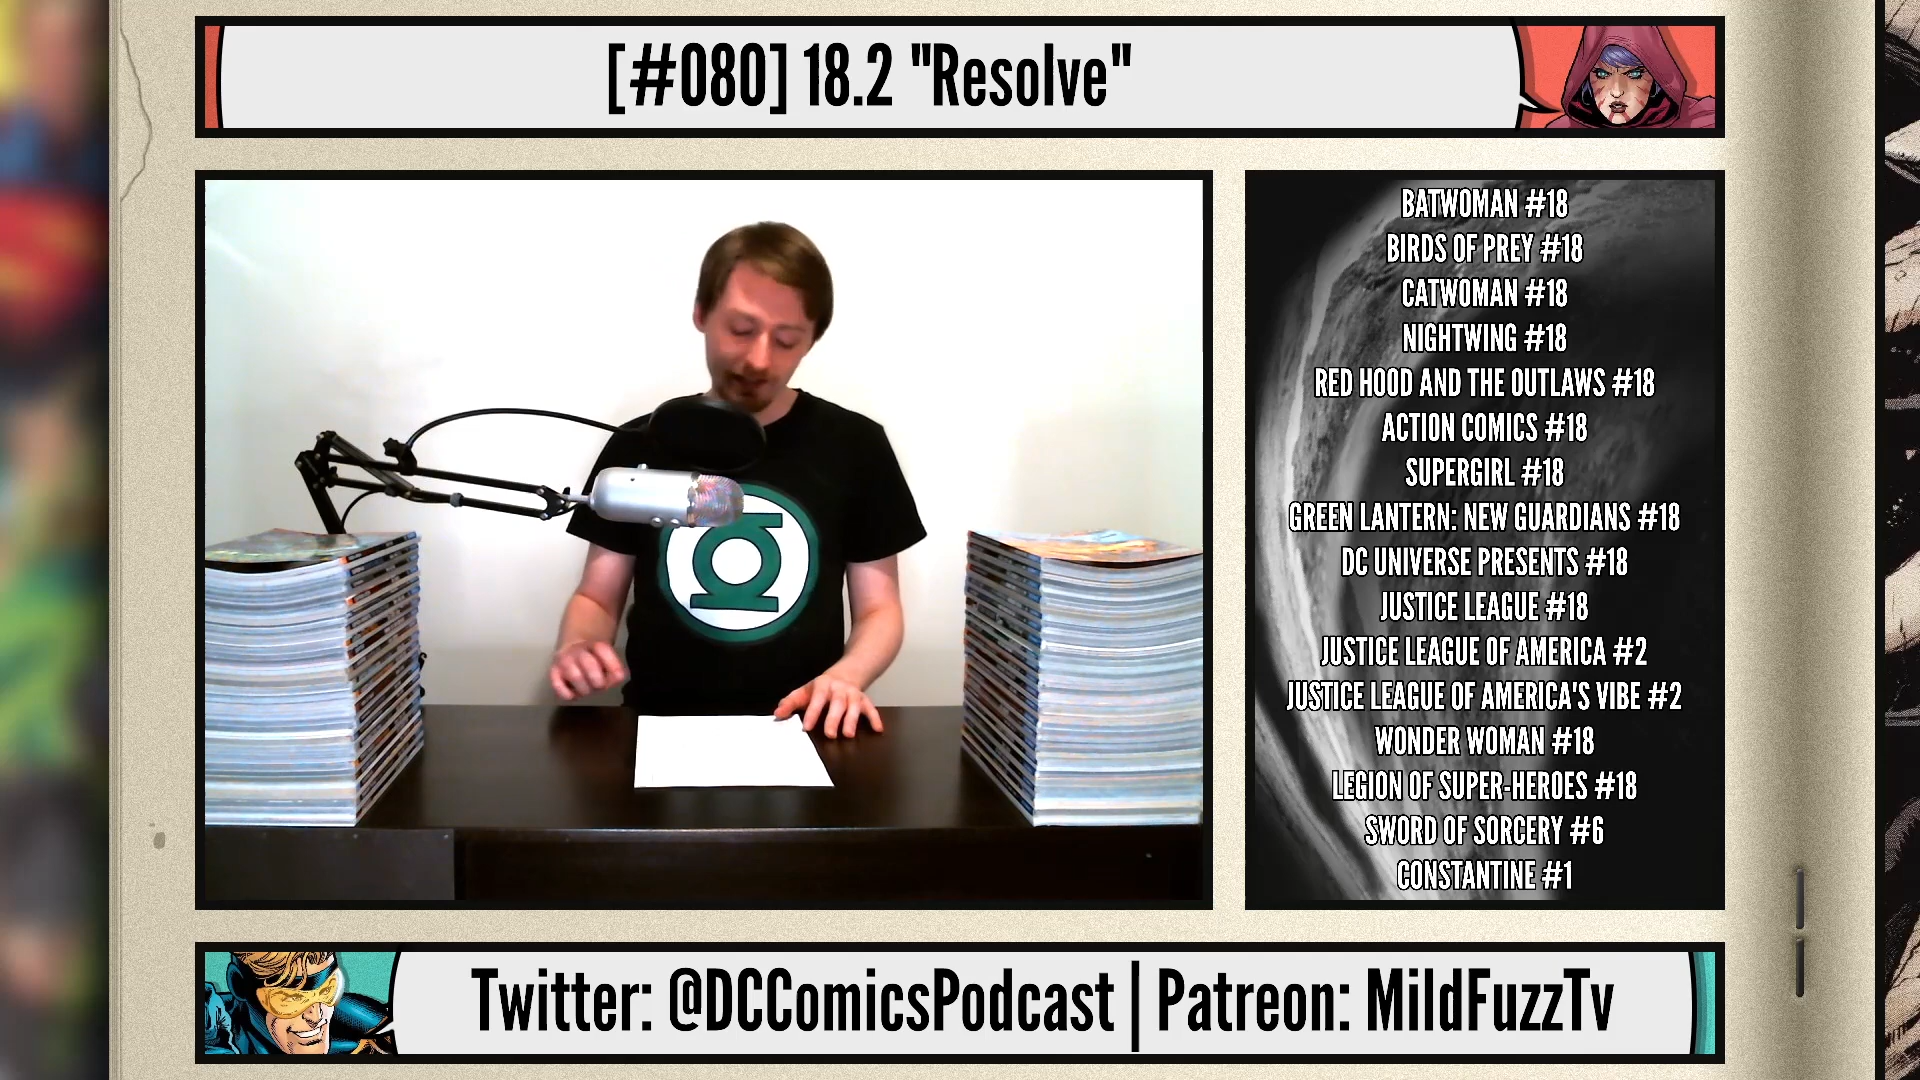 [#080] 18.2 "Resolve"
BATWOMAN #18
BIRDS OF PREY #18
CATWOMAN #18
NIGHTWING #18
RED HOOD AND THE OUTLAWS #18
ACTION COMICS #18
SUPERGIRL #18
GREEN LANTERN: NEW GUARDIANS #18
DC UNIVERSE PRESENTS #18
JUSTICE LEAGUE #18
JUSTICE LEAGUE OF AMERICA #2
JUSTICE LEAGUE OF AMERICA'S VIBE #2
WONDER WOMAN #18
LEGION OF SUPER-HEROES #18
SWORD OF SORCERY #6
CONSTANTINE #1
Twitter: @DCComicsPodcast | Patreon: MildFuzzTv